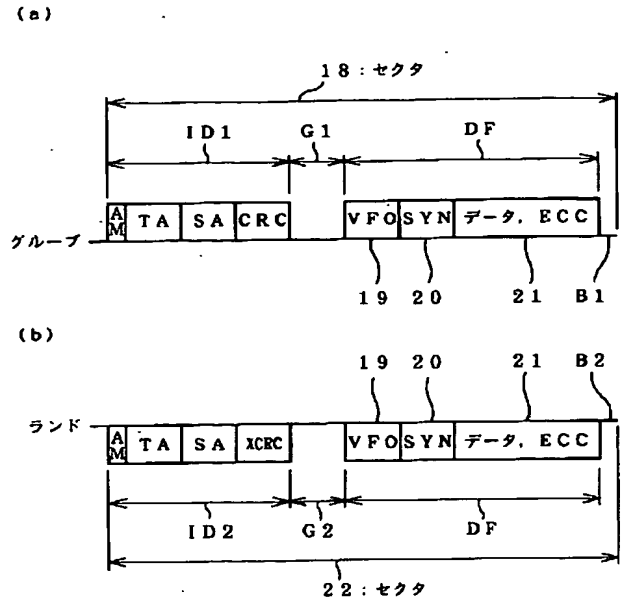 (a)
18:セクタ
ID1 G1 DF
AM TA SA CRC VFO SYN データ, ECC
グルーブ
19 20 21 B1
(b)
19 20 21 B2
ランド
AM TA SA XCRC VFO SYN データ, ECC
ID2 G2 DF
22:セクタ